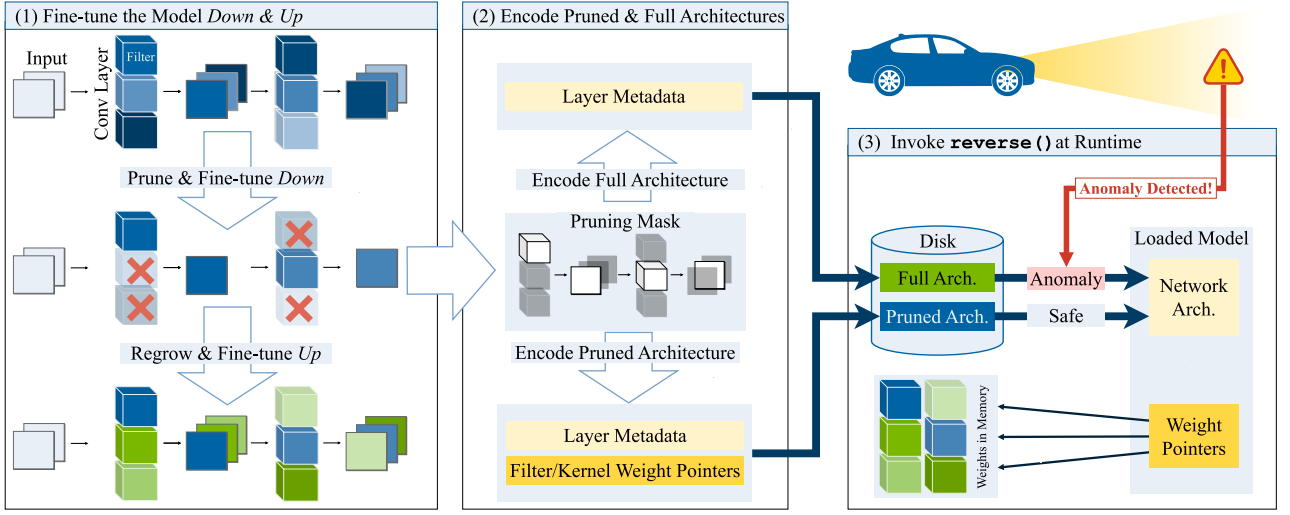 (1) Fine-tune the Model Down & Up
Input
Conv Layer
Filter
Prune & Fine-tune Down
Regrow & Fine-tune Up
(2) Encode Pruned & Full Architectures
Layer Metadata
Encode Full Architecture
Pruning Mask
Encode Pruned Architecture
Layer Metadata
Filter/Kernel Weight Pointers
!
(3) Invoke reverse() at Runtime
Anomaly Detected!
Disk
Full Arch.
Pruned Arch.
Anomaly
Safe
Loaded Model
Network
Arch.
Weights in Memory
Weight
Pointers